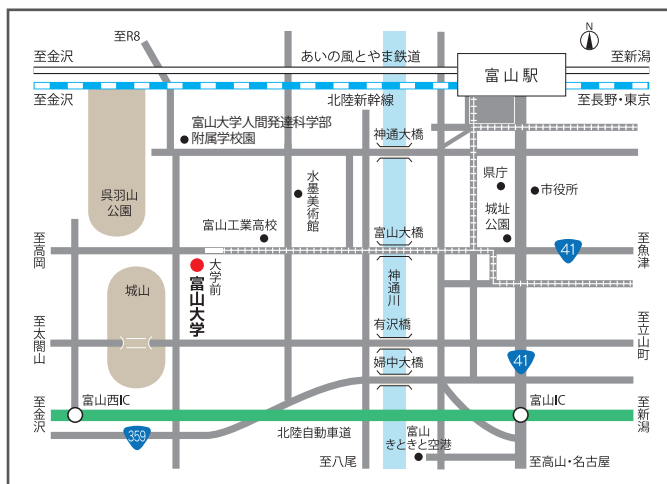 至R8
N
至金沢
あいの風とやま鉄道
至新潟
富山駅
至金沢
北陸新幹線
至長野・東京
富山大学人間発達科学部
附属学校園
神通大橋
県庁
市役所
呉羽山
公園
水墨美術館
城址
公園
富山工業高校
富山大橋
至高岡
至魚津
41
大学前
富山大学
城山
神通川
至太閤山
有沢橋
至立山町
婦中大橋
41
至金沢
富山西IC
富山IC
至新潟
359
北陸自動車道
富山
きときと空港
至八尾
至高山・名古屋